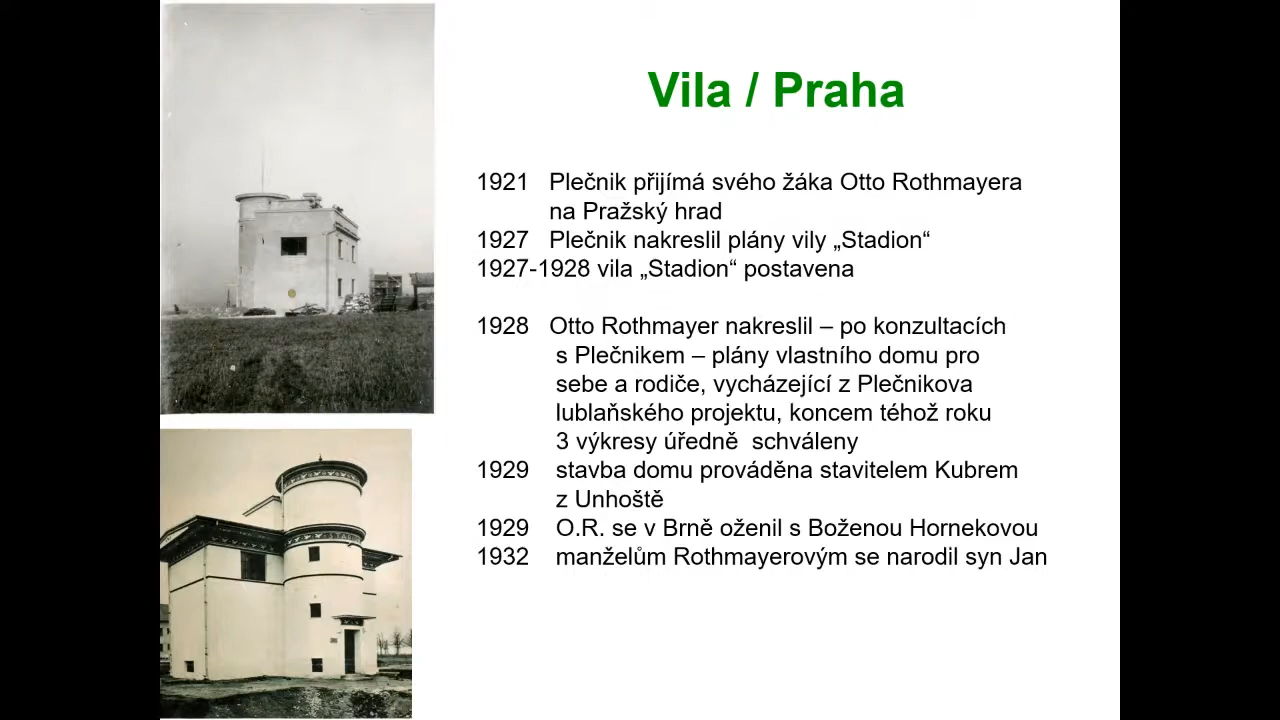 Vila / Praha
1921 Plečnik přijímá svého žáka Otto Rothmayera
na Pražský hrad
1927 Plečnik nakreslil plány vily „Stadion“
1927-1928 vila „Stadion“ postavena
1928 Otto Rothmayer nakreslil – po konzultacích
s Plečnikem – plány vlastního domu pro
sebe a rodiče, vycházející z Plečnikova
lublaňského projektu, koncem téhož roku
3 výkresy úředně schváleny
1929 stavba domu prováděna stavitelem Kubrem
z Unhoště
1929 O.R. se v Brně oženil s Boženou Hornekovou
1932 manželům Rothmayerovým se narodil syn Jan